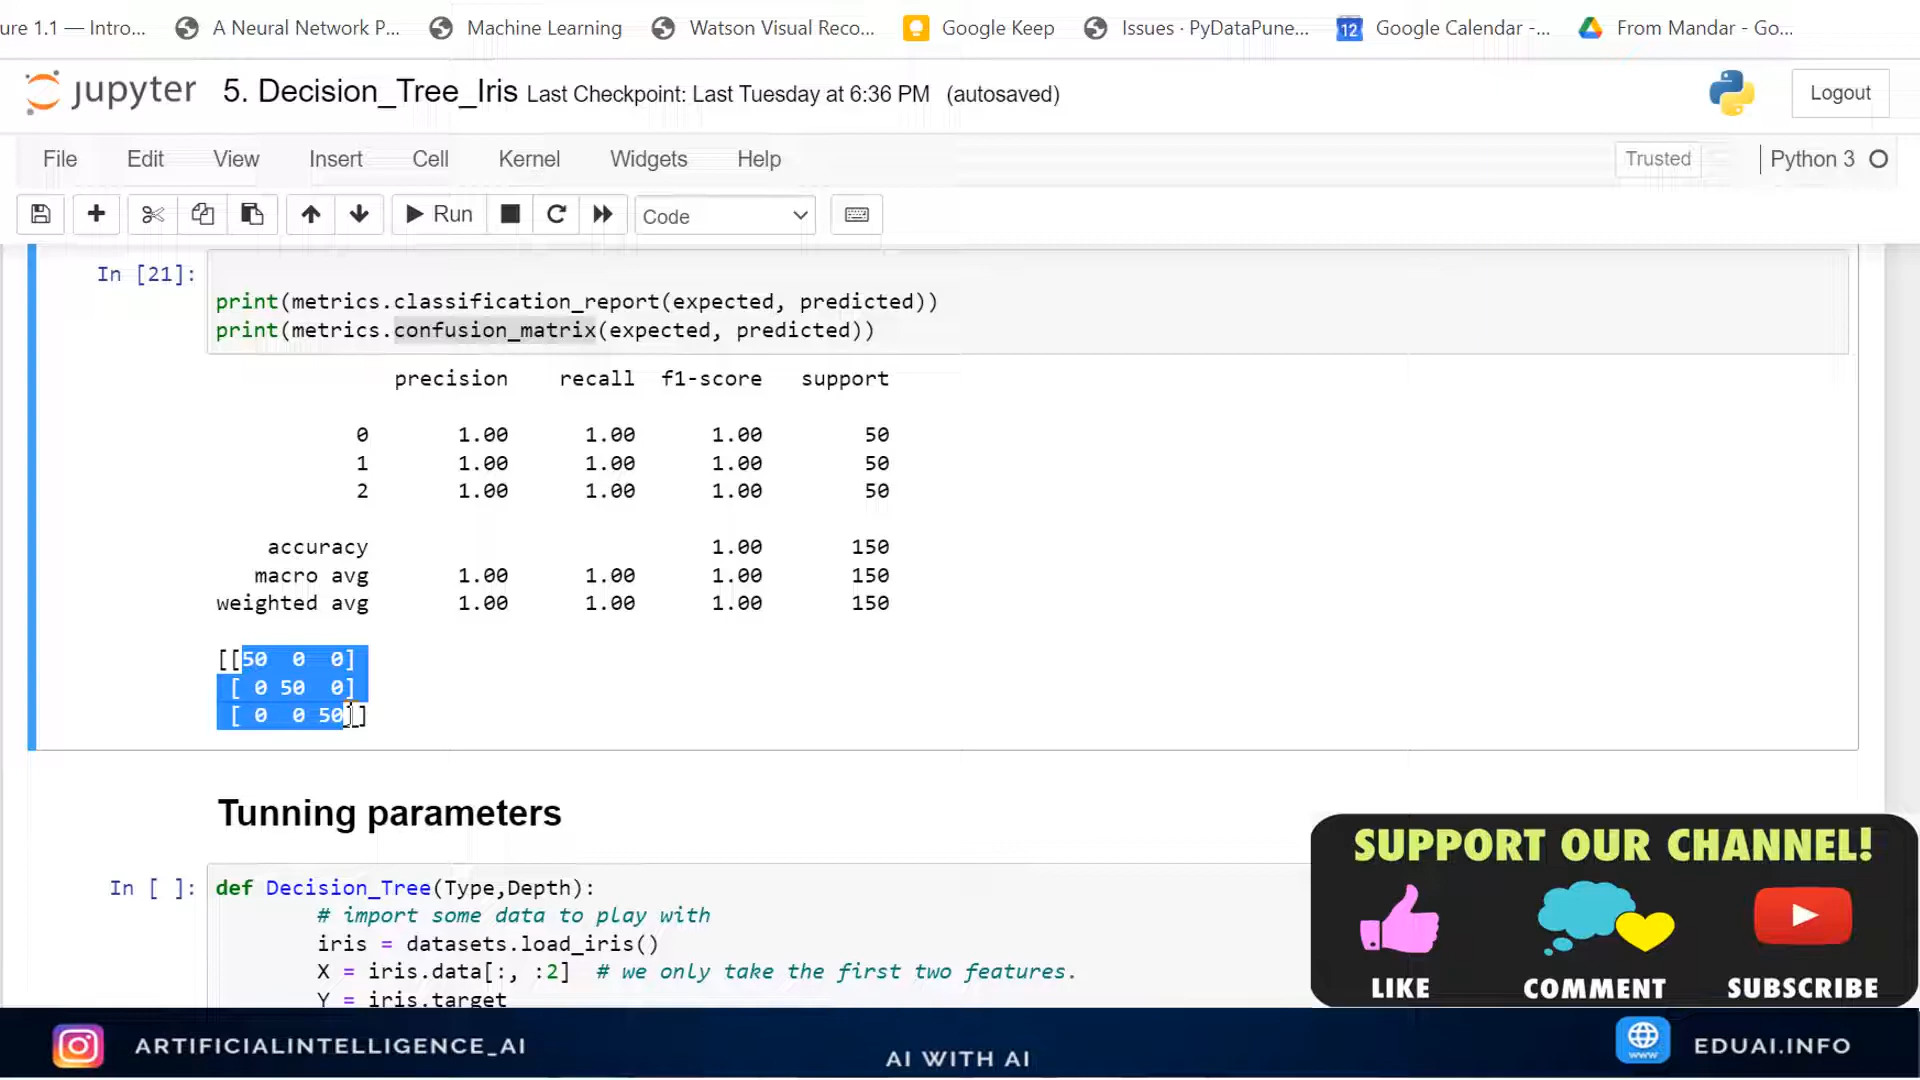 ure 1.1 — Intro... A Neural Network P... Machine Learning Watson Visual Reco... Google Keep Issues · PyDataPune... 12 Google Calendar -... From Mandar - Go...
jupyter 5. Decision_Tree_Iris Last Checkpoint: Last Tuesday at 6:36 PM (autosaved) Logout
File Edit View Insert Cell Kernel Widgets Help Trusted Python 3
Run Code
In [21]:
print(metrics.classification_report(expected, predicted))
print(metrics.confusion_matrix(expected, predicted))
precision recall f1-score support
0 1.00 1.00 1.00 50
1 1.00 1.00 1.00 50
2 1.00 1.00 1.00 50
accuracy 1.00 150
macro avg 1.00 1.00 1.00 150
weighted avg 1.00 1.00 1.00 150
[[50 0 0]
[ 0 50 0]
[ 0 0 50]]
Tunning parameters
In [ ]: def Decision_Tree(Type,Depth):
# import some data to play with
iris = datasets.load_iris()
X = iris.data[:, :2] # we only take the first two features.
Y = iris.target
SUPPORT OUR CHANNEL!
LIKE COMMENT SUBSCRIBE
ARTIFICIALINTELLIGENCE_AI
AI WITH AI
www
EDUAI.INFO